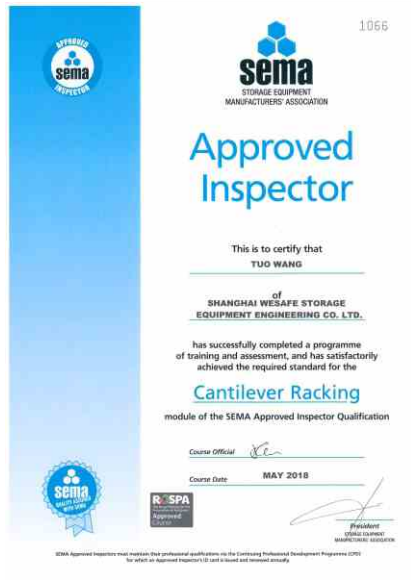 1066
APPROVED
sema
INSPECTOR
sema
STORAGE EQUIPMENT
MANUFACTURERS' ASSOCIATION
Approved
Inspector
This is to certify that
TUO WANG
of
SHANGHAI WESAFE STORAGE
EQUIPMENT ENGINEERING CO. LTD.
has successfully completed a programme
of training and assessment, and has satisfactorily
achieved the required standard for the
Cantilever Racking
module of the SEMA Approved Inspector Qualification
Course Official
Course Date MAY 2018
sema
QUALITY ASSURED
WITH SEMA
RoSPA
Approved
Course
President
STORAGE EQUIPMENT
MANUFACTURERS' ASSOCIATION
SEMA Approved Inspectors must maintain their professional qualifications via the Continuing Professional Development Programme (CPD)
for which an Approved Inspector's ID card is issued and renewed annually.